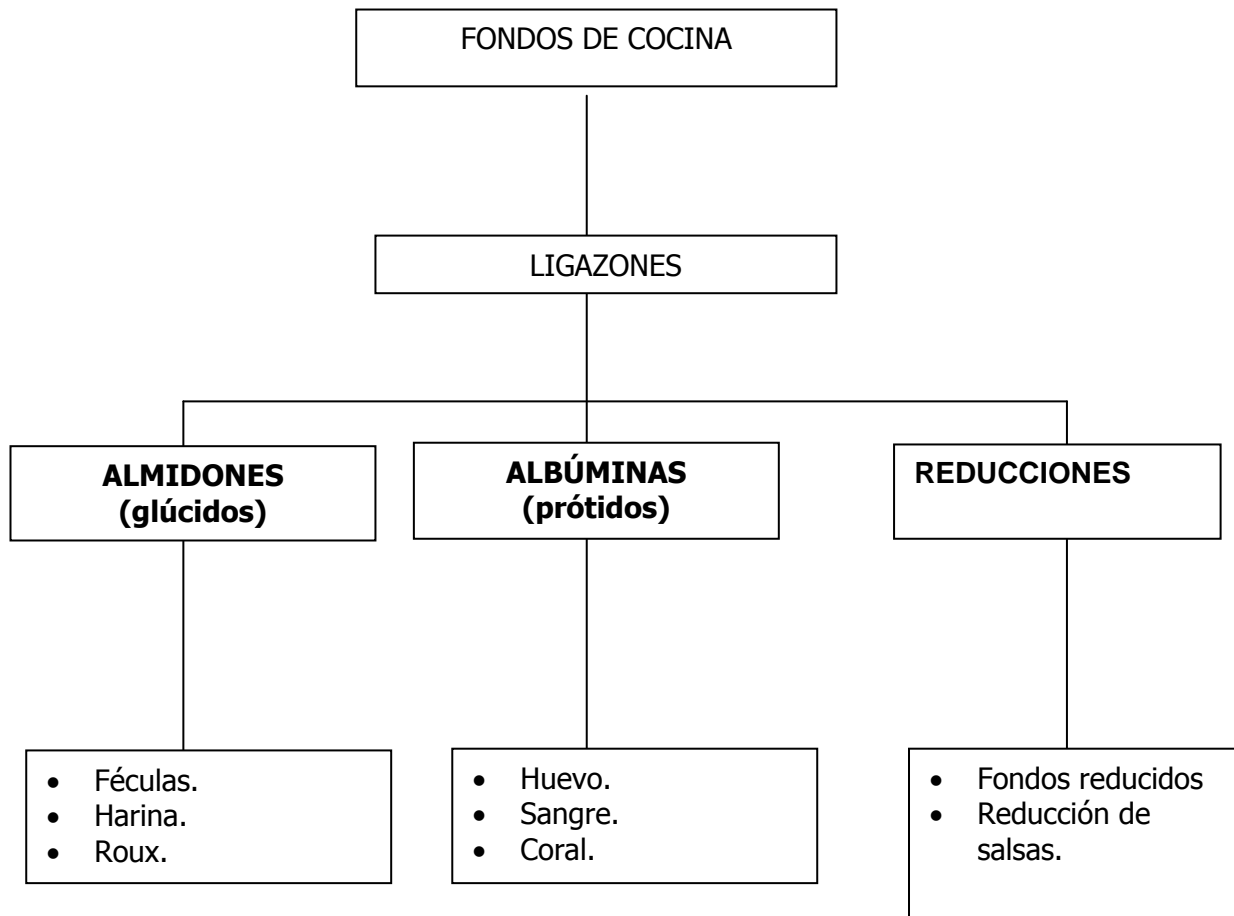 FONDOS DE COCINA
LIGAZONES
ALMIDONES
(glúcidos)
ALBÚMINAS
(prótidos)
REDUCCIONES
• Féculas.
• Harina.
• Roux.
• Huevo.
• Sangre.
• Coral.
• Fondos reducidos
• Reducción de
salsas.